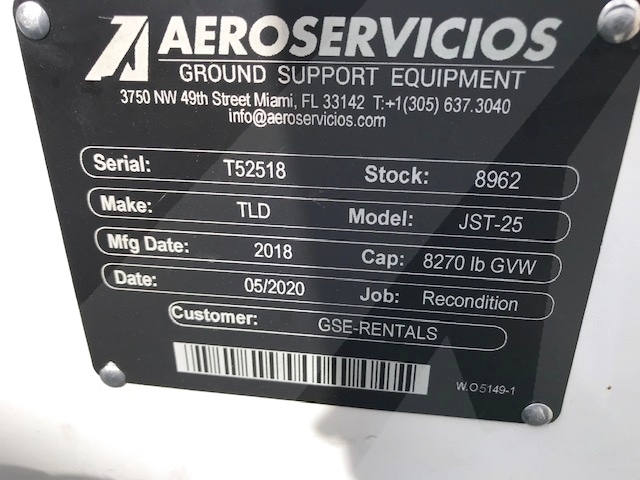 AEROSERVICIOS
GROUND SUPPORT EQUIPMENT
3750 NW 49th Street Miami, FL 33142 T:+1(305) 637.3040
info@aeroservicios.com
Serial: T52518 Stock: 8962
Make: TLD Model: JST-25
Mfg Date: 2018 Cap: 8270 lb GVW
Date: 05/2020 Job: Recondition
Customer: GSE-RENTALS
W.O5149-1